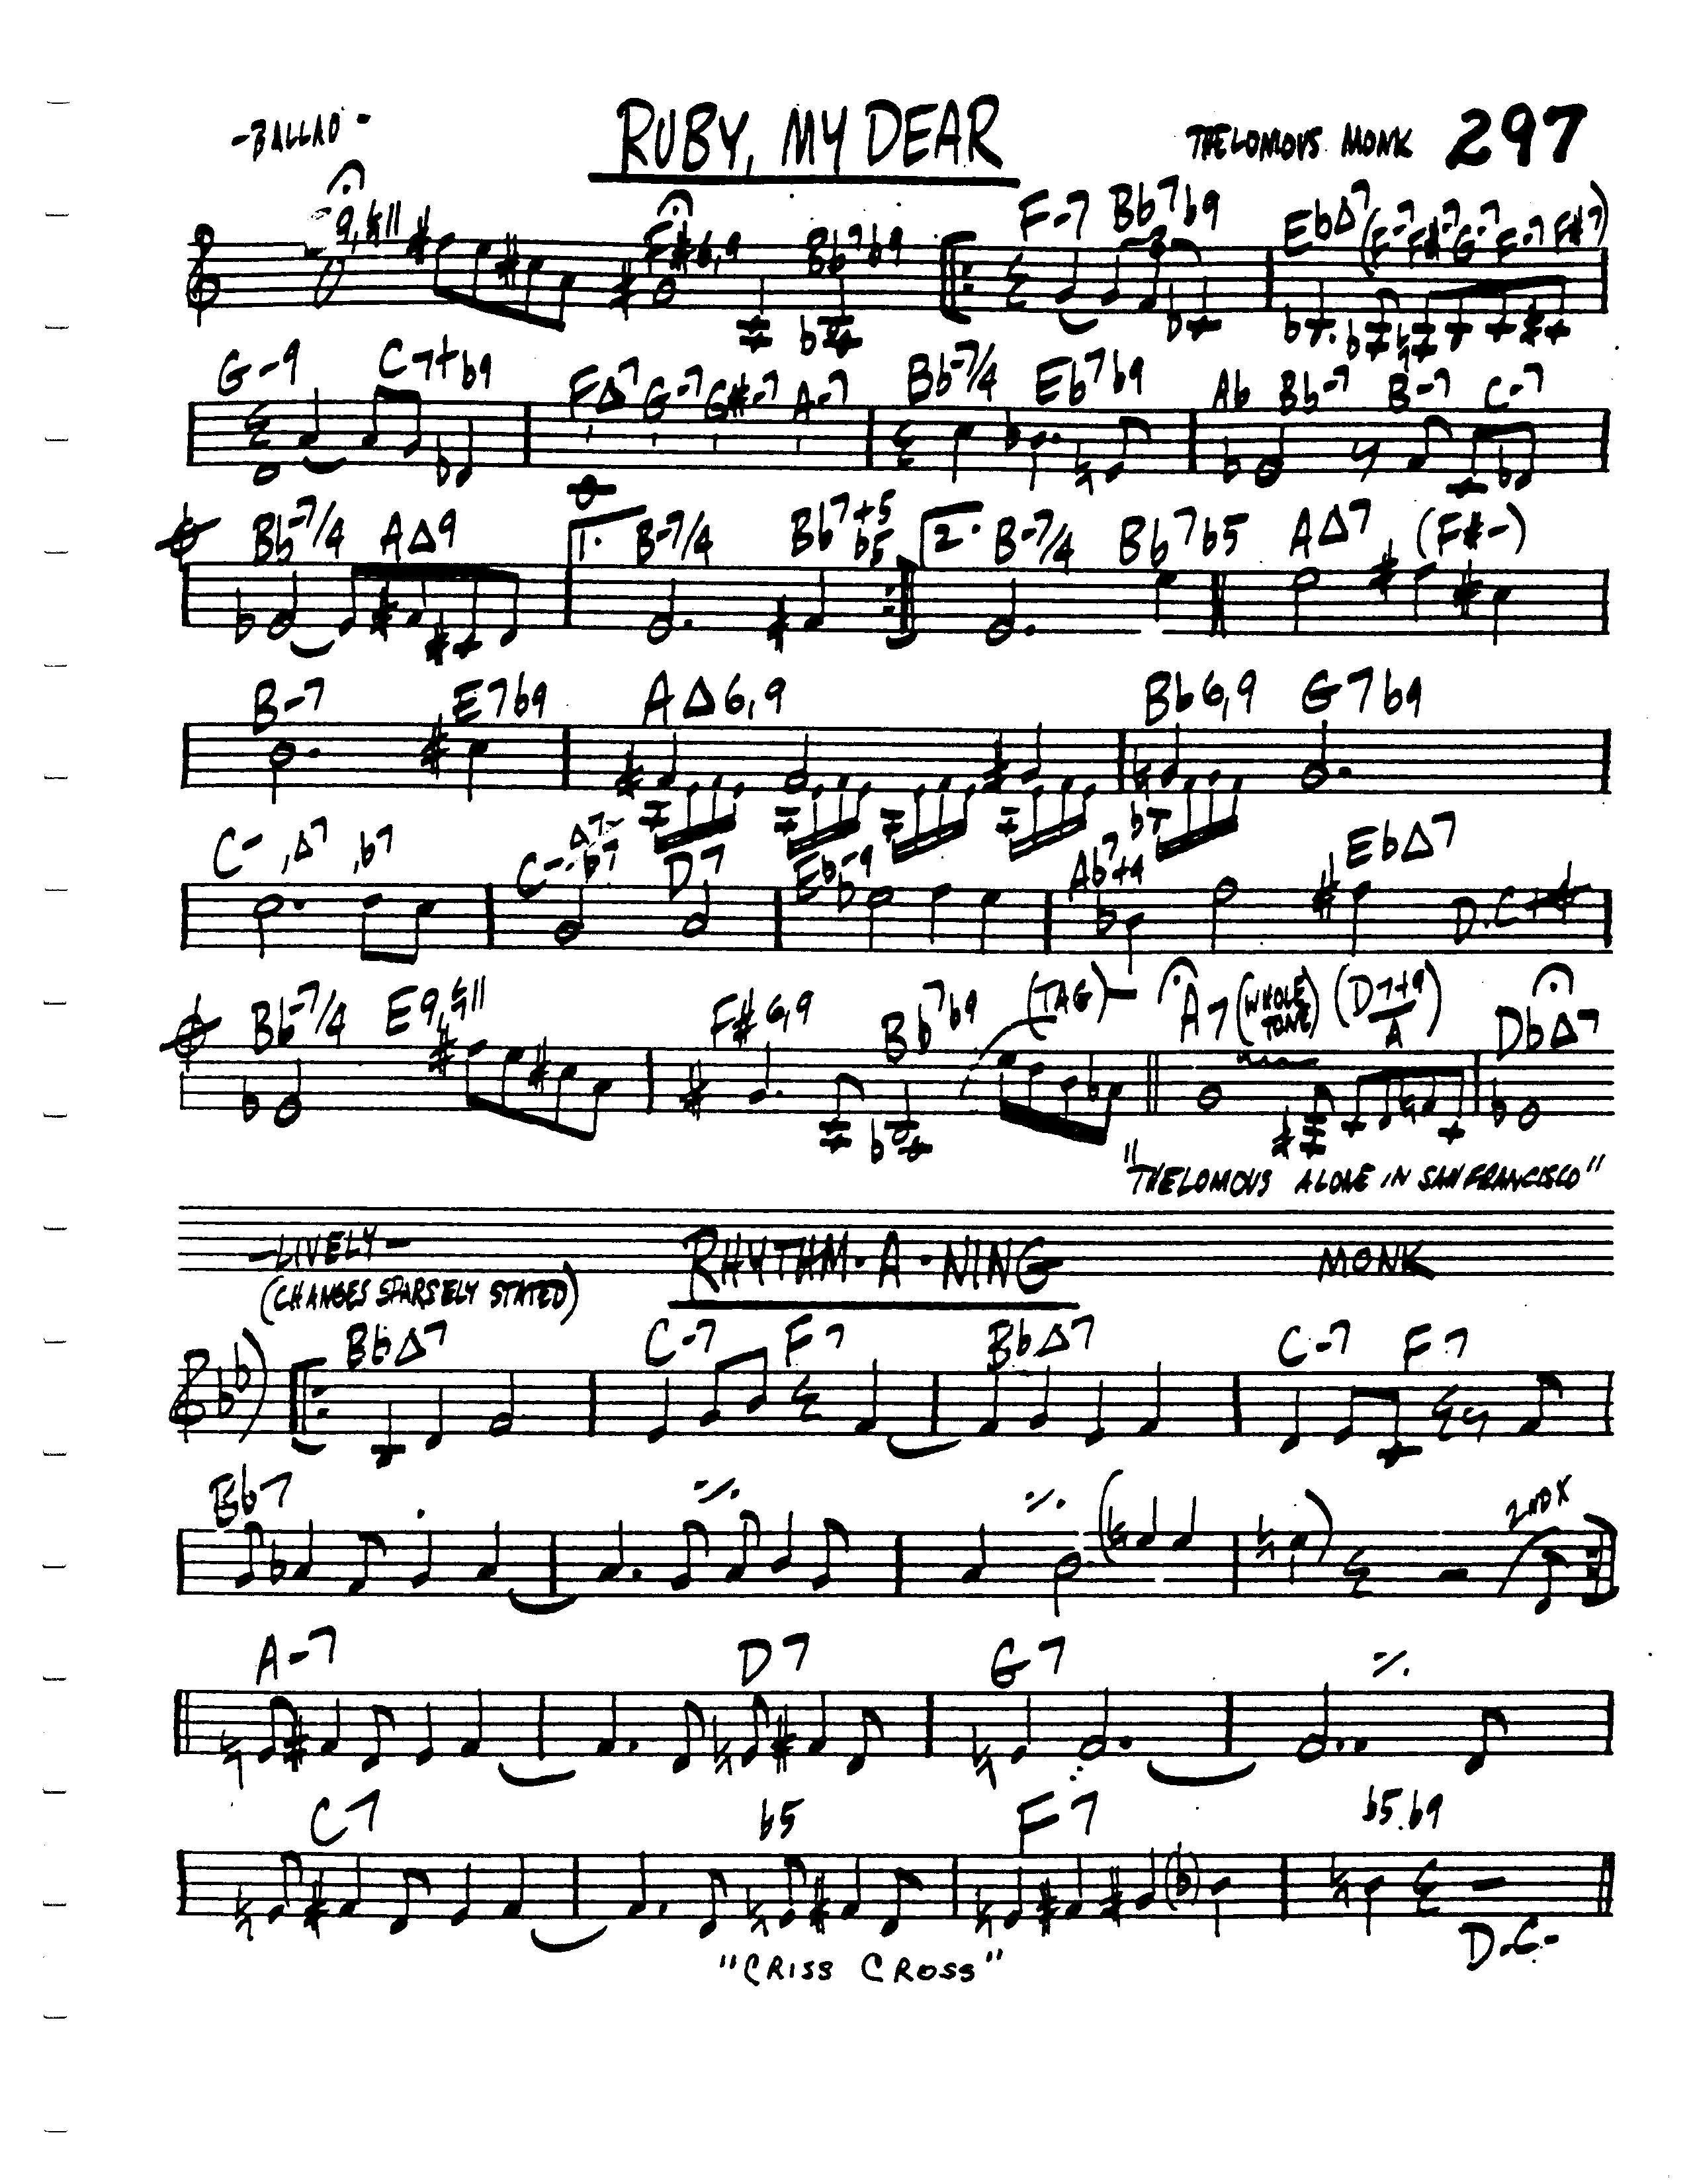 -BALLAD- RUBY, MY DEAR THELONIOUS MONK 297
9,♮11 F#6,9 Bb7b9 F-7 Bb7b9 EbΔ7 (F-7 F#-7 G-7 F-7 F#7)
3
G-9 C-7+b9 FΔ7 G-7 G#-7 A-7 Bb-7/4 Eb7b9 Ab Bb-7 B-7 C-7
Bb-7/4 AΔ9 1. B-7/4 Bb7+5 b5 2. B-7/4 Bb7b5 AΔ7 (F#-)
B-7 E7b9 AΔ6,9 Bb6,9 G7b9
C- ,Δ7 ,b7 C-,Δ7-b7 D7 Eb-9 Ab7+4 EbΔ7
D.C.
Bb-7/4 E9,♮11 F#6,9 Bb7b9 (TAG) A7 (WHOLE TONE) (D7+9/A) DbΔ7
"THELOMOUS ALONE IN SAN FRANCISCO"
-LIVELY- RHYTHM-A-NING MONK
(CHANGES SPARSELY STATED)
BbΔ7 C-7 F7 BbΔ7 C-7 F7
Eb7 2ND X
A-7 D7 G7
C7 b5 F7 b5.b9
D.C.
"CRISS CROSS"